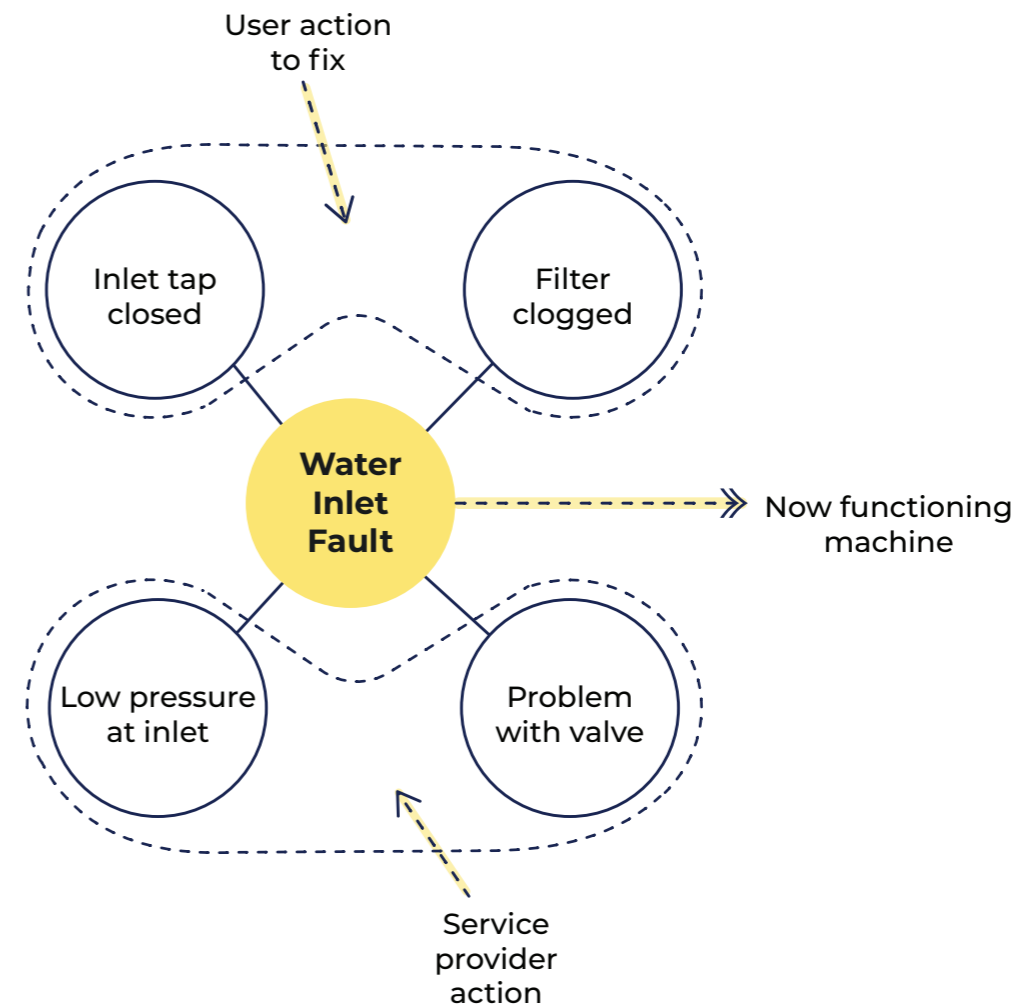 User action
to fix
Inlet tap
closed
Filter
clogged
Water
Inlet
Fault
Now functioning
machine
Low pressure
at inlet
Problem
with valve
Service
provider
action